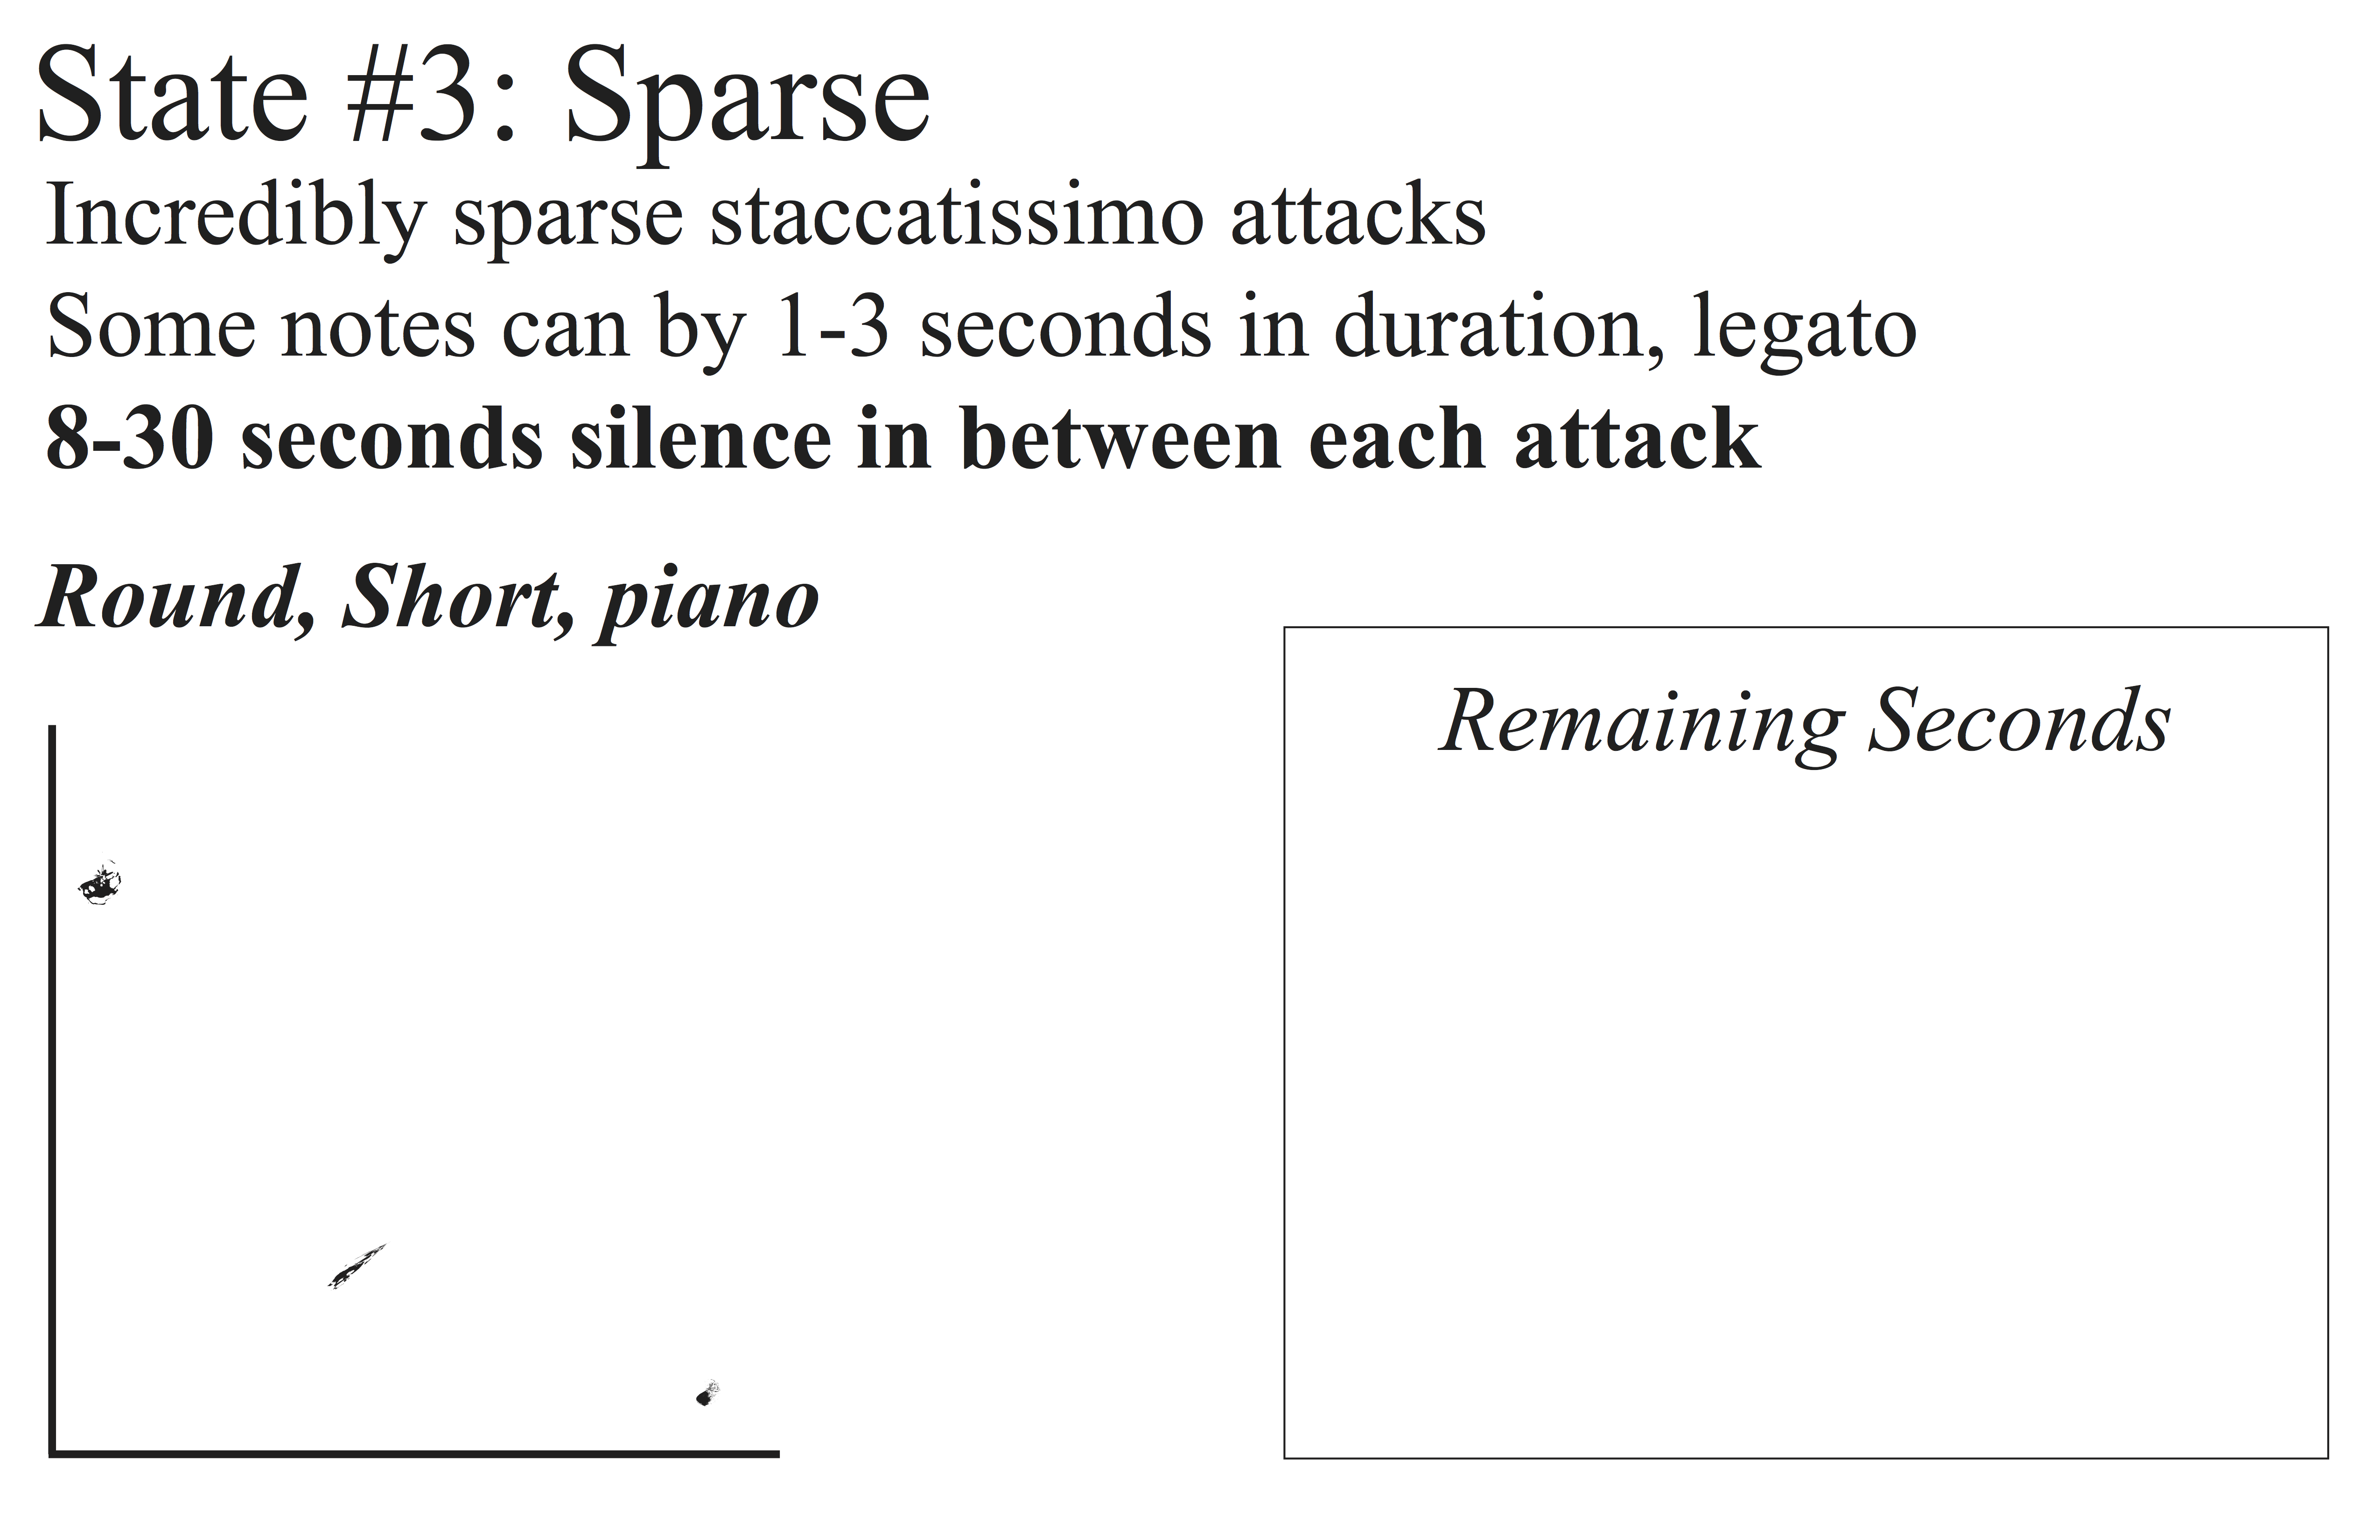 State #3: Sparse
Incredibly sparse staccatissimo attacks
Some notes can by 1-3 seconds in duration, legato
8-30 seconds silence in between each attack
Round, Short, piano
Remaining Seconds